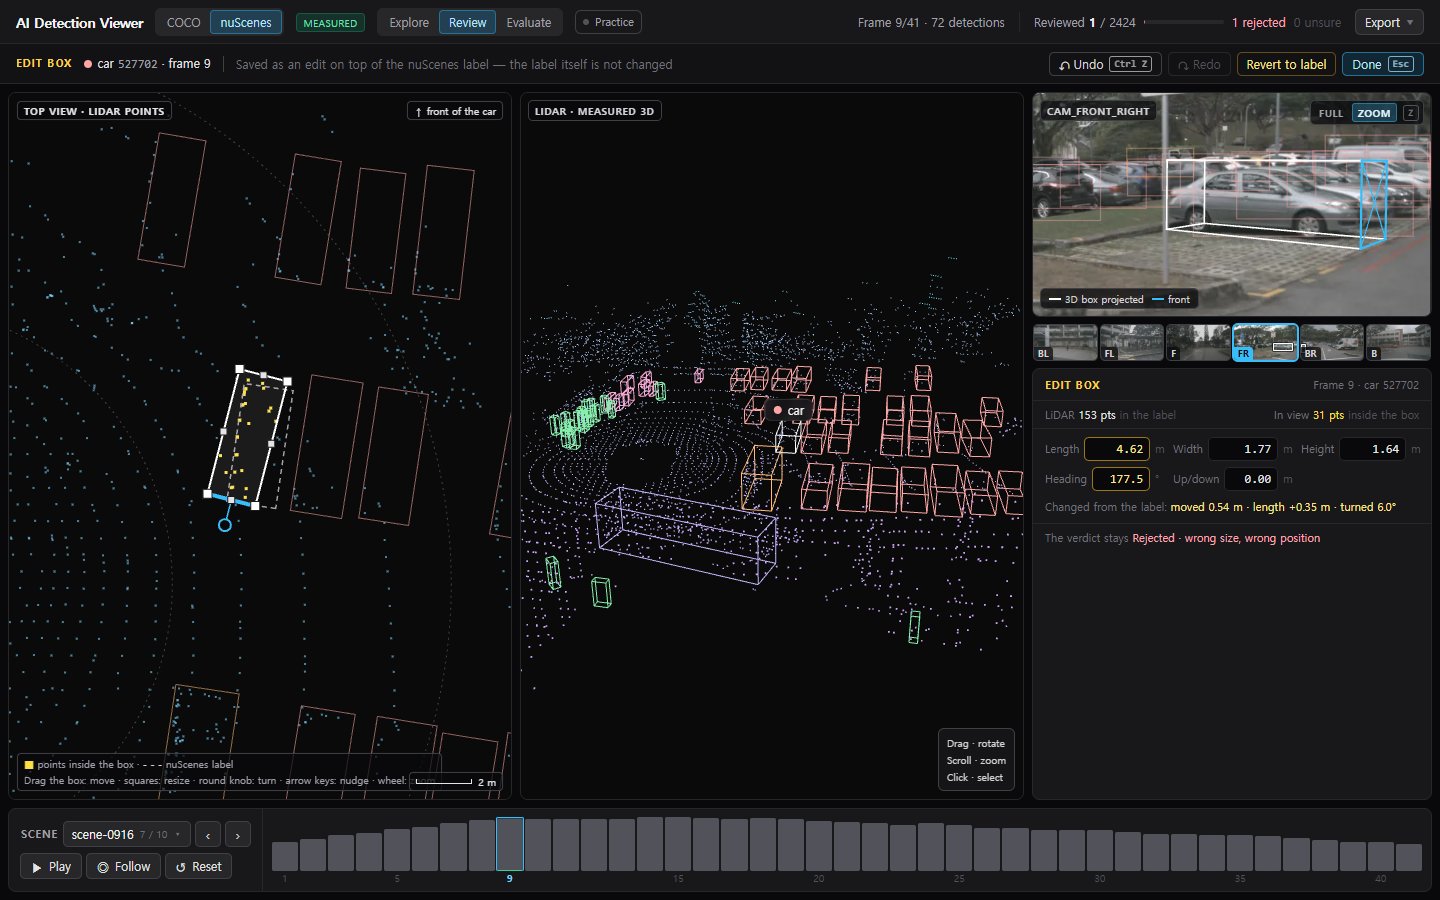 AI Detection Viewer COCO nuScenes MEASURED Explore Review Evaluate Practice Frame 9/41 · 72 detections Reviewed 1 / 2424 1 rejected 0 unsure Export
EDIT BOX car 527702 · frame 9 Saved as an edit on top of the nuScenes label — the label itself is not changed Undo Ctrl Z Redo Revert to label Done Esc
TOP VIEW · LIDAR POINTS ↑ front of the car
LIDAR · MEASURED 3D
car
Drag · rotate
Scroll · zoom
Click · select
points inside the box · - - - nuScenes label
Drag the box: move · squares: resize · round knob: turn · arrow keys: nudge · wheel:
2 m
CAM_FRONT_RIGHT FULL ZOOM Z
3D box projected front
BL FL F FR BR B
EDIT BOX Frame 9 · car 527702
LiDAR 153 pts in the label In view 31 pts inside the box
Length 4.62 m Width 1.77 m Height 1.64 m
Heading 177.5 ° Up/down 0.00 m
Changed from the label: moved 0.54 m · length +0.35 m · turned 6.0°
The verdict stays Rejected · wrong size, wrong position
SCENE scene-0916 7 / 10 ‹ ›
Play Follow Reset
1 5 9 15 20 25 30 35 40